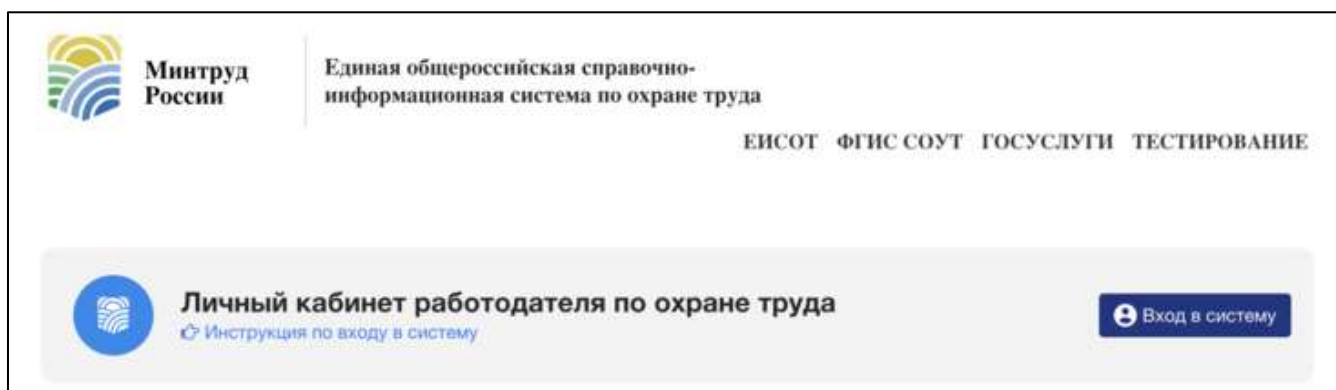 Минтруд
России
Единая общероссийская справочно-
информационная система по охране труда
ЕИСОТ ФГИС СОУТ ГОСУСЛУГИ ТЕСТИРОВАНИЕ
Личный кабинет работодателя по охране труда
Инструкция по входу в систему
Вход в систему